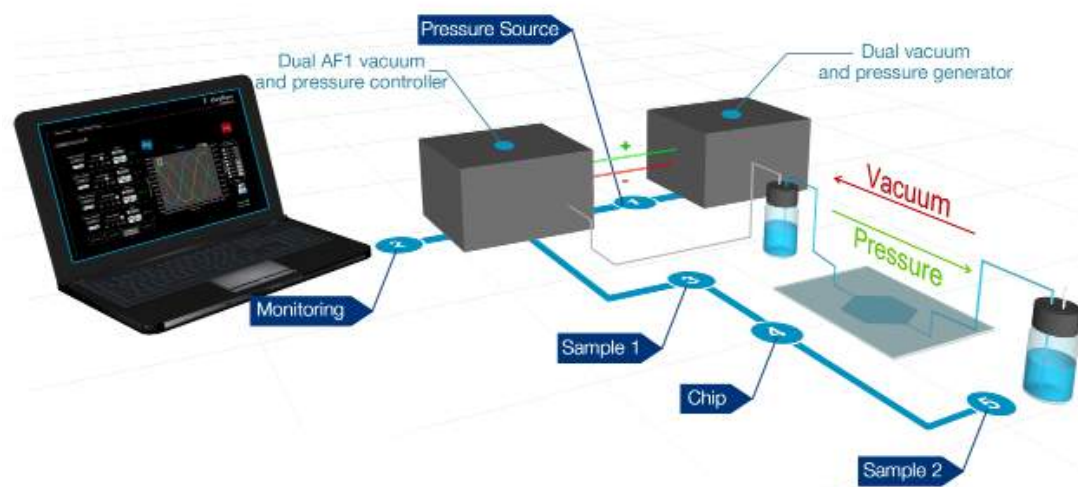 Pressure Source
Dual AF1 vacuum
and pressure controller
Dual vacuum
and pressure generator
+
-
1
Vacuum
Pressure
2
Monitoring
3
Sample 1
4
Chip
5
Sample 2